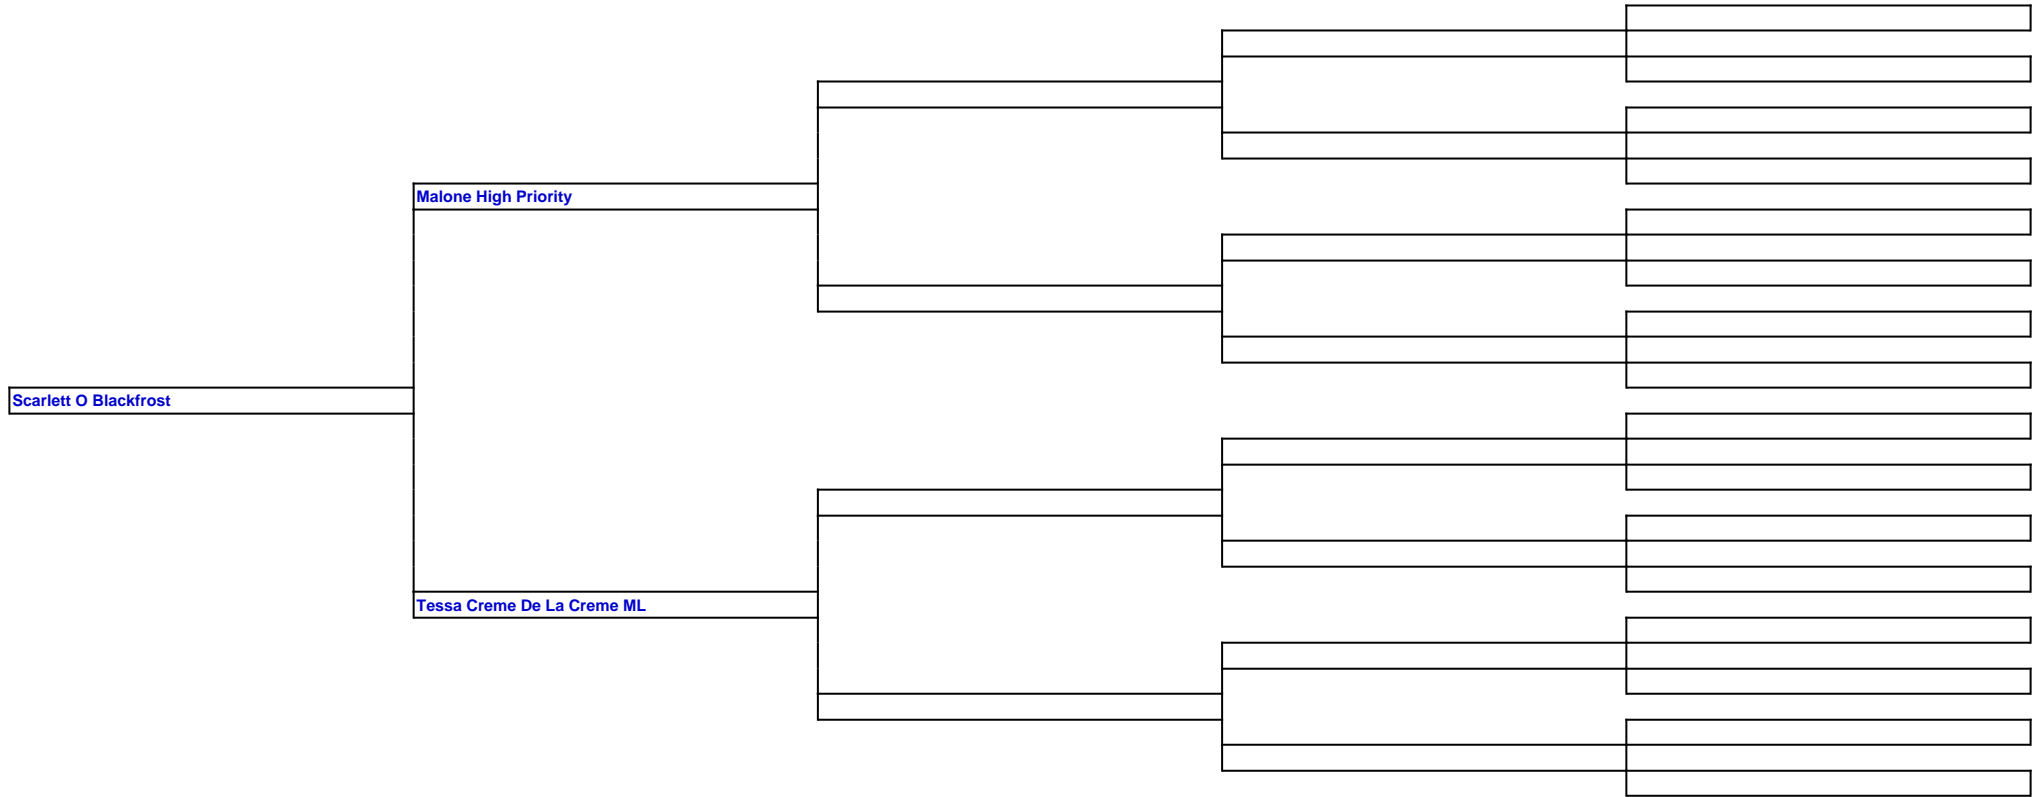 Malone High Priority
Scarlett O Blackfrost
Tessa Creme De La Creme ML